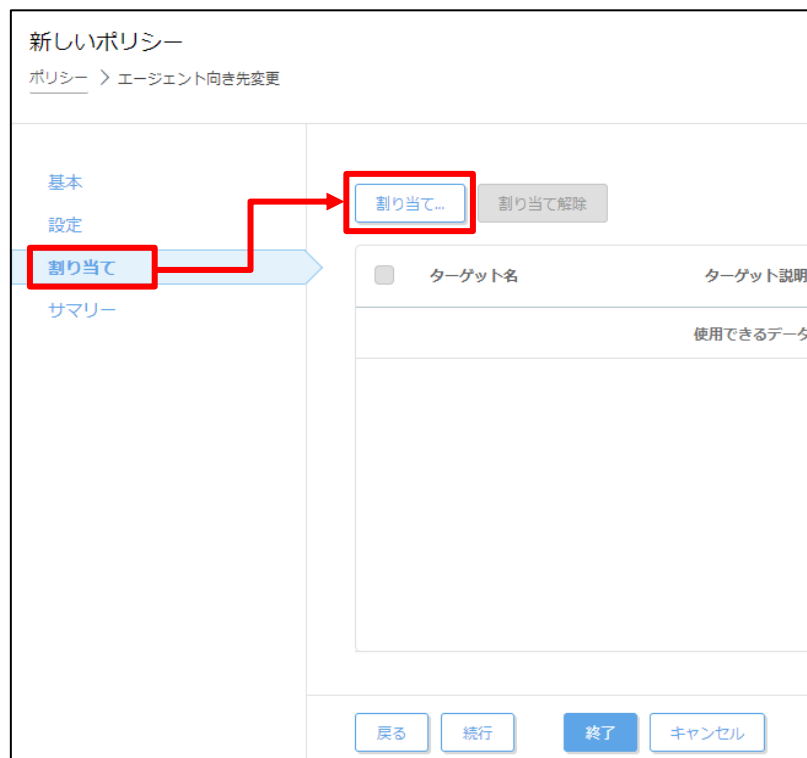 新しいポリシー
ポリシー > エージェント向き先変更
基本
設定
割り当て
サマリー
割り当て... 割り当て解除
ターゲット名 ターゲット説明
使用できるデータ
戻る 続行 終了 キャンセル